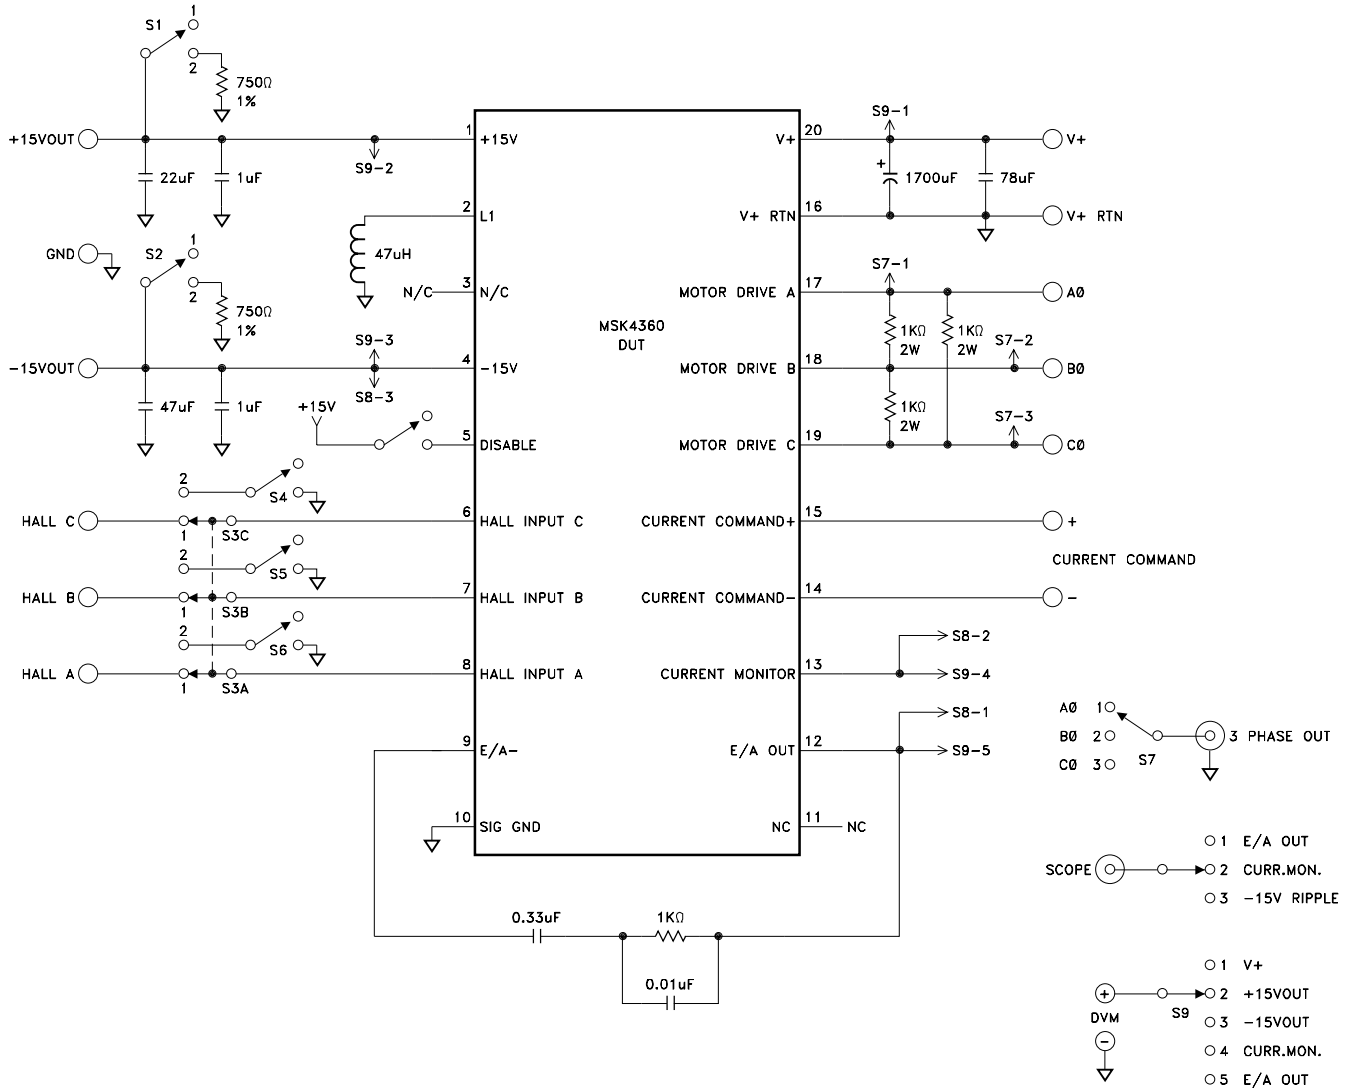 1
S1
2
750Ω
1%
+15VOUT
22uF
1uF
S9-2
1
+15V
GND
S2
1
2
750Ω
1%
47uH
2
L1
N/C
3
N/C
-15VOUT
47uF
1uF
S9-3
S8-3
4
-15V
+15V
5
DISABLE
2
S4
HALL C
1
S3C
6
HALL INPUT C
2
S5
HALL B
1
S3B
7
HALL INPUT B
2
S6
HALL A
1
S3A
8
HALL INPUT A
9
E/A-
10
SIG GND
MSK4360
DUT
V+
20
S9-1
V+
1700uF
+
78uF
V+ RTN
16
V+ RTN
MOTOR DRIVE A
17
S7-1
AØ
1KΩ
2W
1KΩ
2W
S7-2
MOTOR DRIVE B
18
BØ
1KΩ
2W
S7-3
MOTOR DRIVE C
19
CØ
CURRENT COMMAND+
15
+
CURRENT COMMAND
CURRENT COMMAND-
14
-
S8-2
CURRENT MONITOR
13
S9-4
S8-1
E/A OUT
12
S9-5
NC
11
NC
0.33uF
1KΩ
0.01uF
AØ 1
BØ 2
CØ 3
S7
3 PHASE OUT
SCOPE
1 E/A OUT
2 CURR.MON.
3 -15V RIPPLE
+
DVM
-
S9
1 V+
2 +15VOUT
3 -15VOUT
4 CURR.MON.
5 E/A OUT